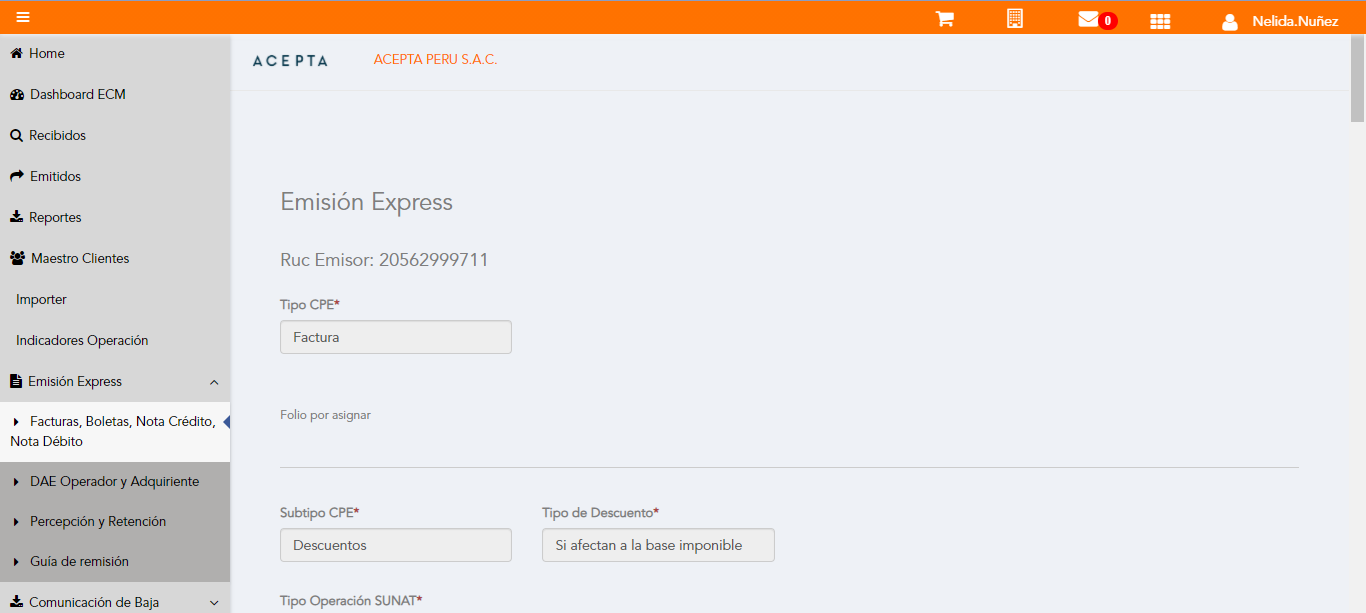 0
Nelida.Nuñez
Home
Dashboard ECM
Recibidos
Emitidos
Reportes
Maestro Clientes
Importer
Indicadores Operación
Emisión Express
Facturas, Boletas, Nota Crédito,
Nota Débito
DAE Operador y Adquiriente
Percepción y Retención
Guía de remisión
Comunicación de Baja
ACEPTA
ACEPTA PERU S.A.C.
Emisión Express
Ruc Emisor: 20562999711
Tipo CPE*
Factura
Folio por asignar
Subtipo CPE*
Tipo de Descuento*
Descuentos
Si afectan a la base imponible
Tipo Operación SUNAT*